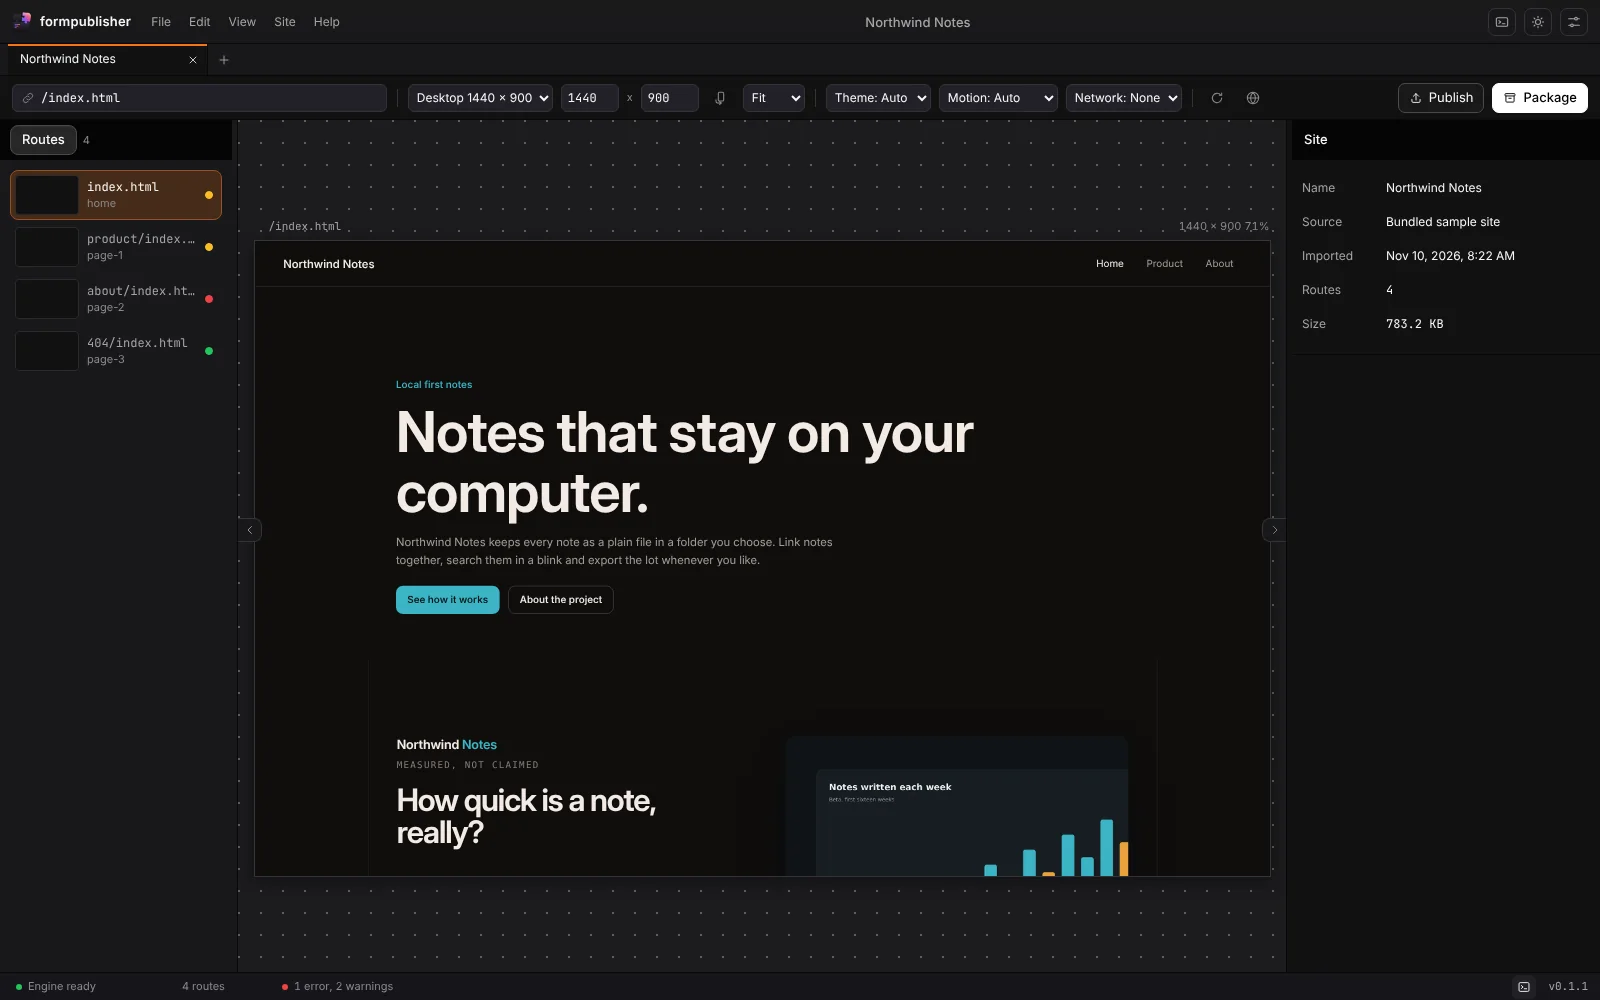 formpublisher File Edit View Site Help
Northwind Notes
Northwind Notes
/index.html Desktop 1440 × 900 1440 x 900 Fit Theme: Auto Motion: Auto Network: None Publish Package
Routes 4
index.html
home
product/index.…
page-1
about/index.ht…
page-2
404/index.html
page-3
/index.html 1440 × 900 71%
Northwind Notes Home Product About
Local first notes
Notes that stay on your
computer.
Northwind Notes keeps every note as a plain file in a folder you choose. Link notes
together, search them in a blink and export the lot whenever you like.
See how it works About the project
Northwind Notes
MEASURED, NOT CLAIMED
How quick is a note,
really?
Notes written each week
Beta, first sixteen weeks
Site
Name Northwind Notes
Source Bundled sample site
Imported Nov 10, 2026, 8:22 AM
Routes 4
Size 783.2 KB
Engine ready 4 routes 1 error, 2 warnings v0.1.1